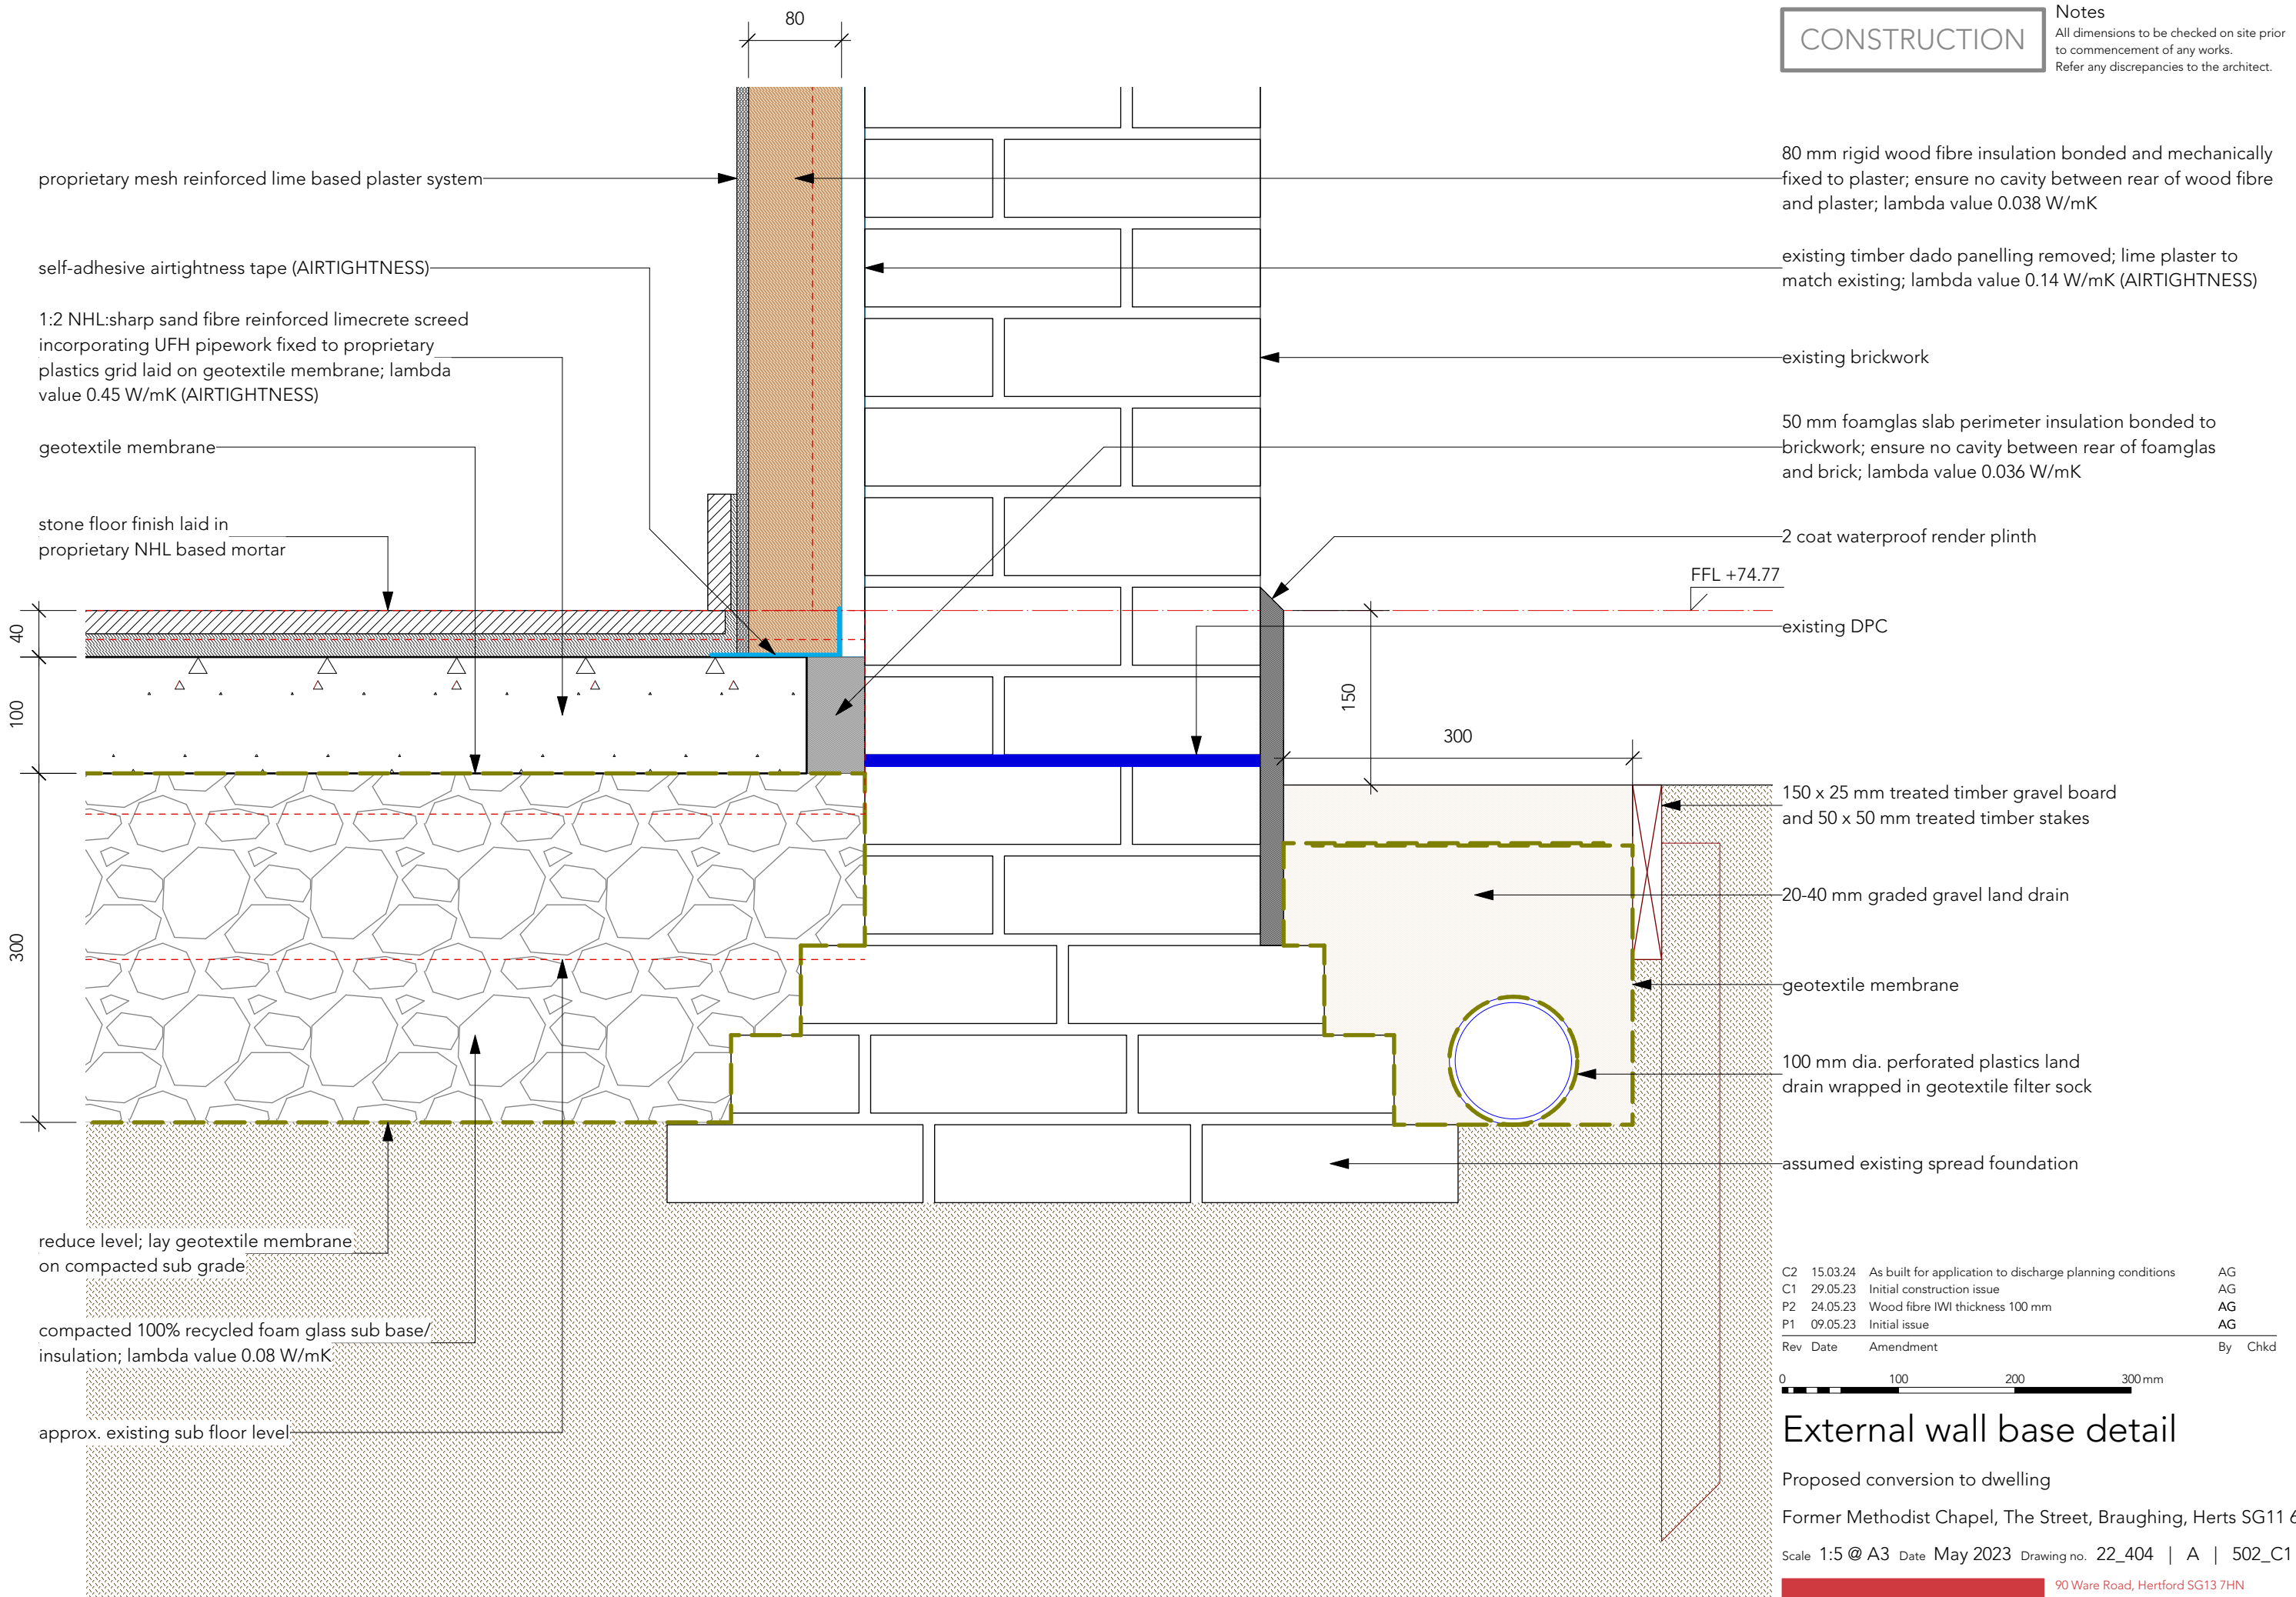 80
CONSTRUCTION
Notes
All dimensions to be checked on site prior
to commencement of any works.
Refer any discrepancies to the architect.
proprietary mesh reinforced lime based plaster system
self-adhesive airtightness tape (AIRTIGHTNESS)
1:2 NHL:sharp sand fibre reinforced limecrete screed
incorporating UFH pipework fixed to proprietary
plastics grid laid on geotextile membrane; lambda
value 0.45 W/mK (AIRTIGHTNESS)
geotextile membrane
stone floor finish laid in
proprietary NHL based mortar
40
100
300
reduce level; lay geotextile membrane
on compacted sub grade
compacted 100% recycled foam glass sub base/
insulation; lambda value 0.08 W/mK
approx. existing sub floor level
80 mm rigid wood fibre insulation bonded and mechanically
fixed to plaster; ensure no cavity between rear of wood fibre
and plaster; lambda value 0.038 W/mK
existing timber dado panelling removed; lime plaster to
match existing; lambda value 0.14 W/mK (AIRTIGHTNESS)
existing brickwork
50 mm foamglas slab perimeter insulation bonded to
brickwork; ensure no cavity between rear of foamglas
and brick; lambda value 0.036 W/mK
2 coat waterproof render plinth
FFL +74.77
existing DPC
150
300
150 x 25 mm treated timber gravel board
and 50 x 50 mm treated timber stakes
20-40 mm graded gravel land drain
geotextile membrane
100 mm dia. perforated plastics land
drain wrapped in geotextile filter sock
assumed existing spread foundation
C2 15.03.24 As built for application to discharge planning conditions AG
C1 29.05.23 Initial construction issue AG
P2 24.05.23 Wood fibre IWI thickness 100 mm AG
P1 09.05.23 Initial issue AG
Rev Date Amendment By Chkd
0 100 200 300 mm
External wall base detail
Proposed conversion to dwelling
Former Methodist Chapel, The Street, Braughing, Herts SG11
Scale 1:5 @ A3 Date May 2023 Drawing no. 22_404 | A | 502_C1
90 Ware Road, Hertford SG13 7HN